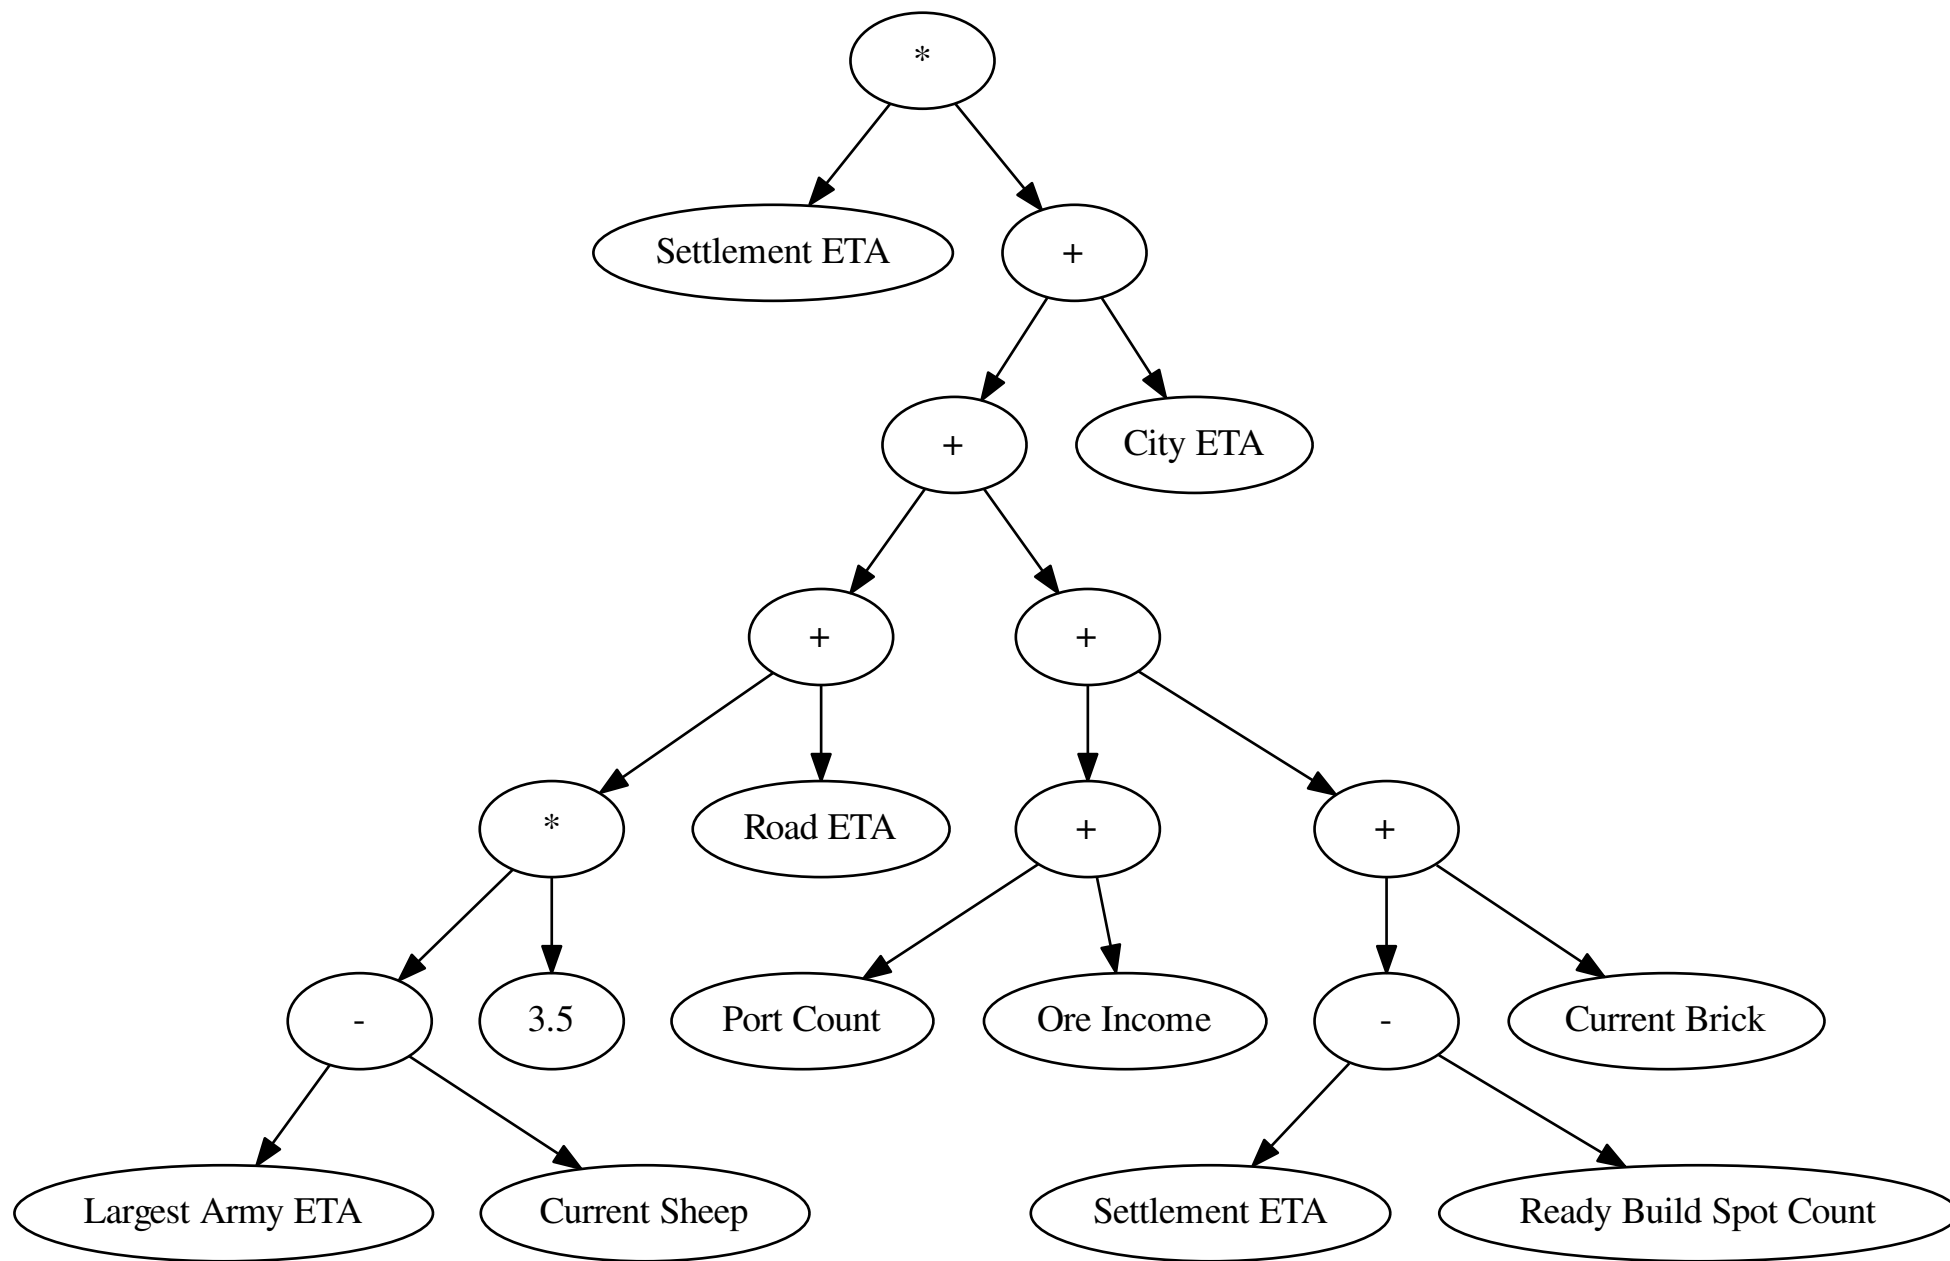 *
Settlement ETA
+
+
City ETA
+
+
*
Road ETA
+
+
-
3.5
Port Count
Ore Income
-
Current Brick
Largest Army ETA
Current Sheep
Settlement ETA
Ready Build Spot Count